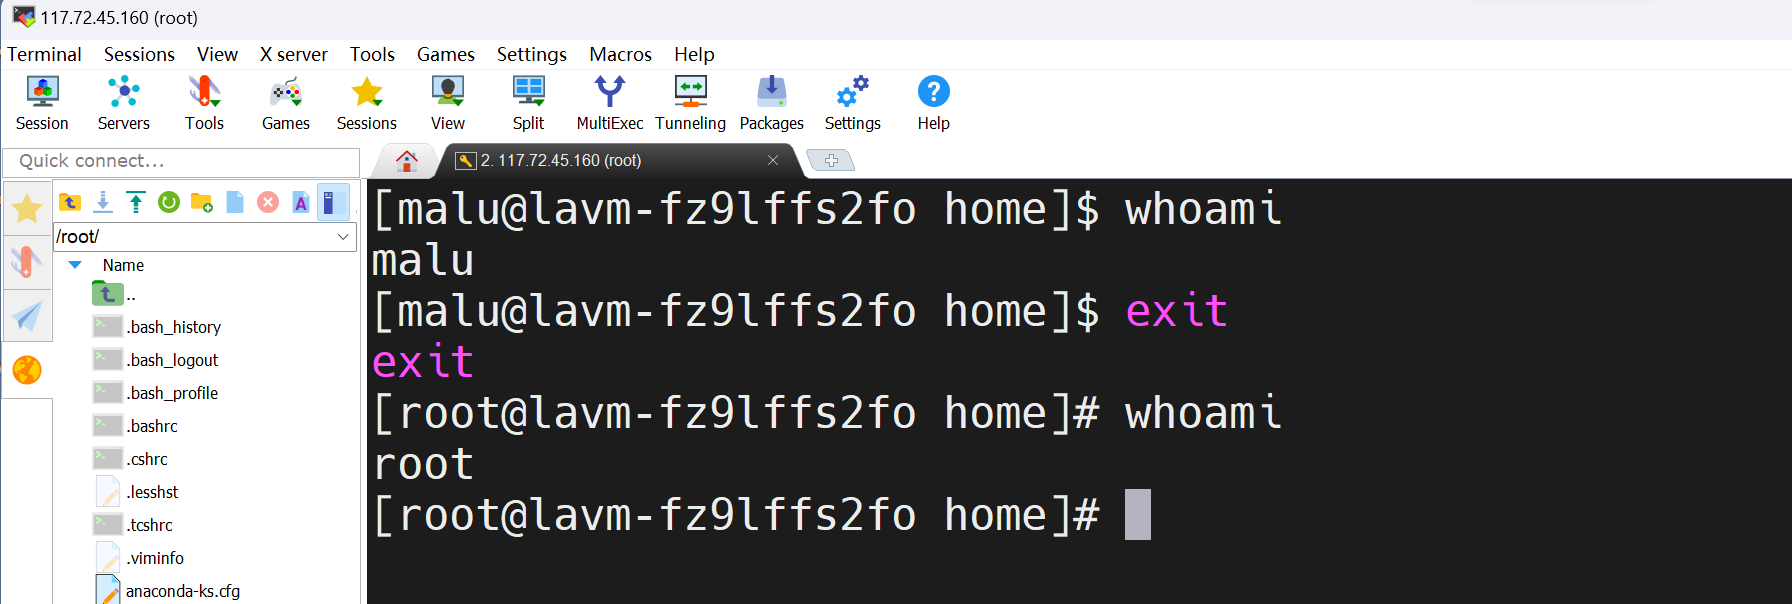 117.72.45.160 (root)
Terminal Sessions View X server Tools Games Settings Macros Help
Session Servers Tools Games Sessions View Split MultiExec Tunneling Packages Settings Help
Quick connect...
2. 117.72.45.160 (root)
/root/
Name
..
.bash_history
.bash_logout
.bash_profile
.bashrc
.cshrc
.lesshst
.tcshrc
.viminfo
anaconda-ks.cfg
[malu@lavm-fz9lffs2fo home]$ whoami
malu
[malu@lavm-fz9lffs2fo home]$ exit
exit
[root@lavm-fz9lffs2fo home]# whoami
root
[root@lavm-fz9lffs2fo home]#